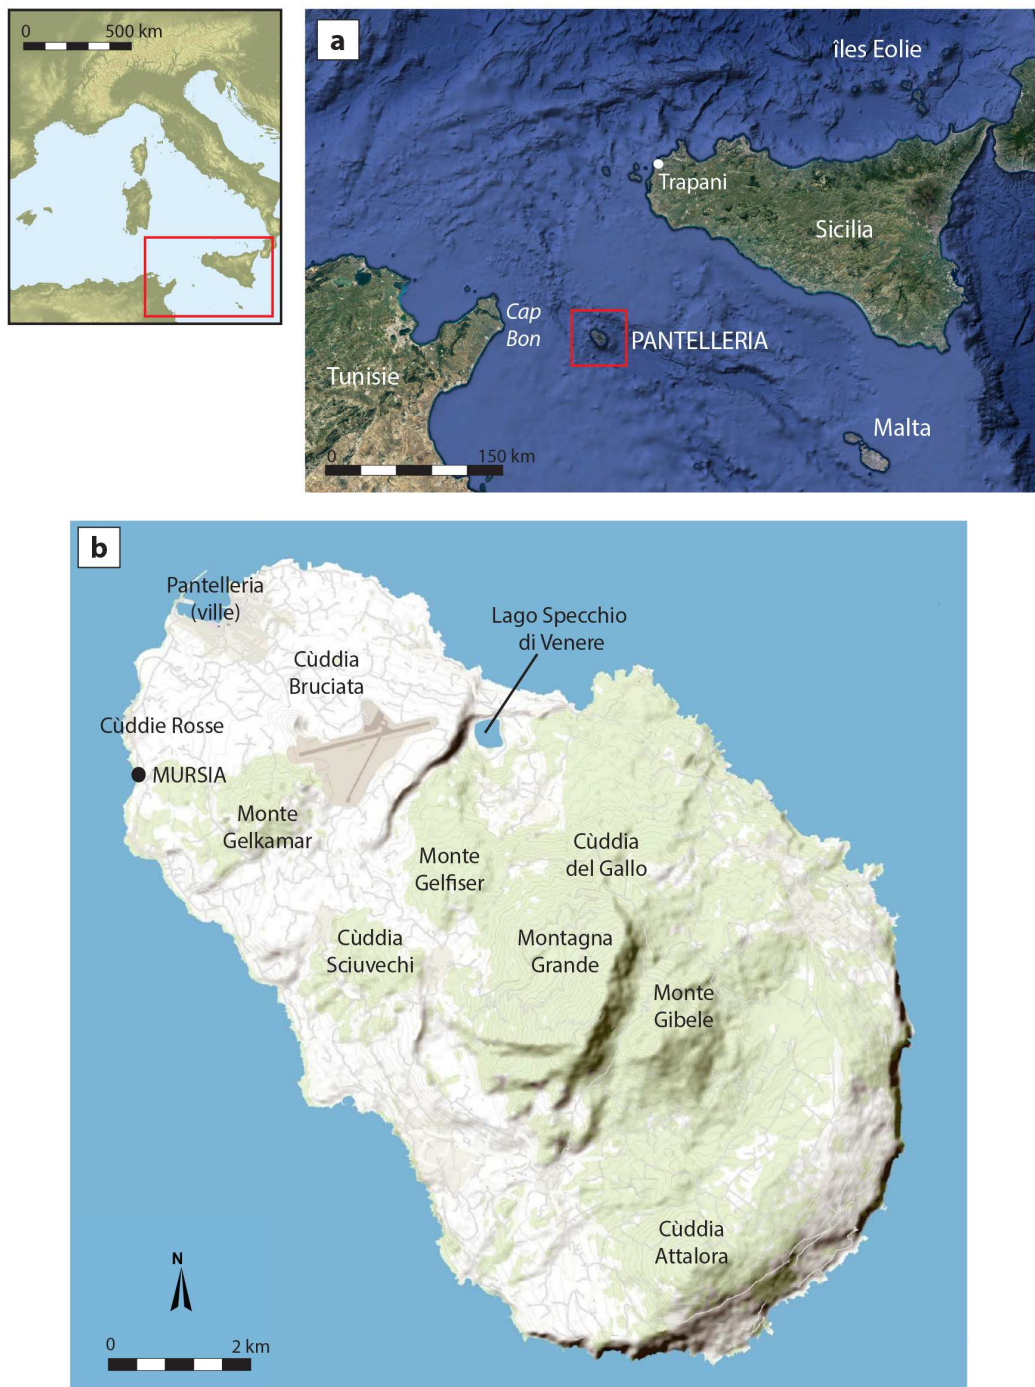 0 500 km
a
îles Eolie
Trapani
Sicilia
Cap
Bon
PANTELLERIA
Tunisie
Malta
0 150 km
b
Pantelleria
(ville)
Lago Specchio
di Venere
Cùddia
Bruciata
Cùddie Rosse
MURSIA
Monte
Gelkamar
Monte
Gelfiser
Cùddia
del Gallo
Cùddia
Sciuvechi
Montagna
Grande
Monte
Gibele
Cùddia
Attalora
N
0 2 km